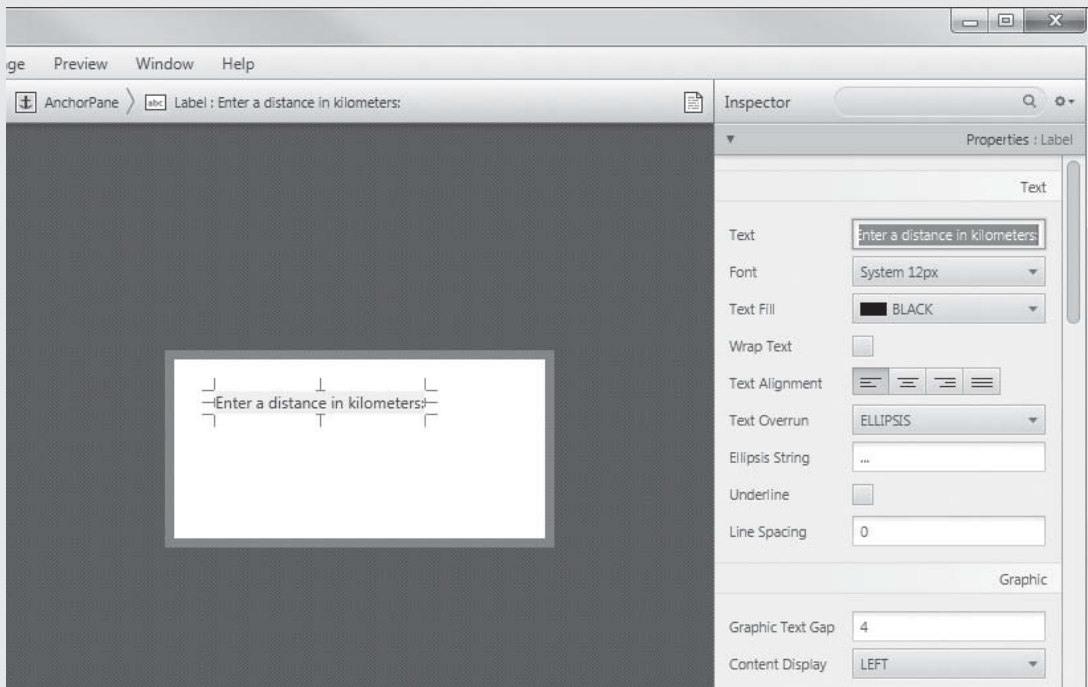 ge Preview Window Help
AnchorPane abc Label : Enter a distance in kilometers:
Inspector
Properties : Label
Text
Text Enter a distance in kilometers:
Font System 12px
Text Fill BLACK
Wrap Text
Text Alignment
Text Overrun ELLIPSIS
Ellipsis String ...
Underline
Line Spacing 0
Graphic
Graphic Text Gap 4
Content Display LEFT
Enter a distance in kilometers: